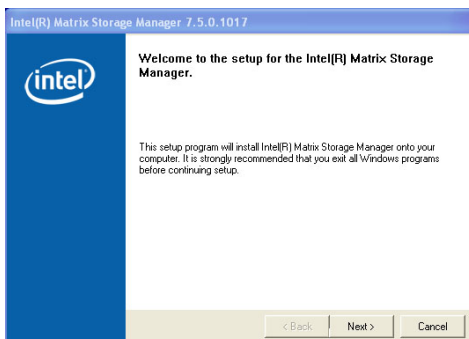 Intel(R) Matrix Storage Manager 7.5.0.1017
intel
Welcome to the setup for the Intel(R) Matrix Storage
Manager.
This setup program will install Intel(R) Matrix Storage Manager onto your
computer. It is strongly recommended that you exit all Windows programs
before continuing setup.
< Back Next > Cancel